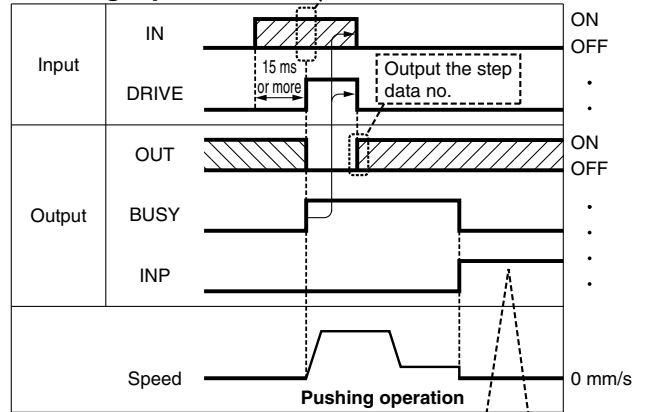 IN
ON
OFF
Input
15 ms
or more
Output the step
data no.
DRIVE
OUT
ON
OFF
Output
BUSY
INP
Speed
0 mm/s
Pushing operation